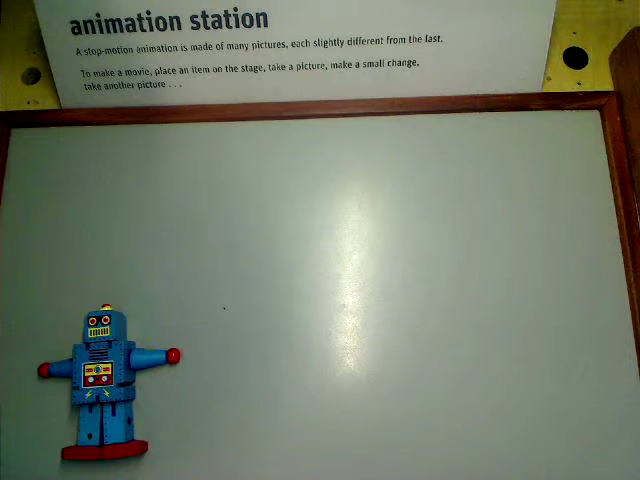 animation station
A stop-motion animation is made of many pictures, each slightly different from the last.
To make a movie, place an item on the stage, take a picture, make a small change,
take another picture . . .